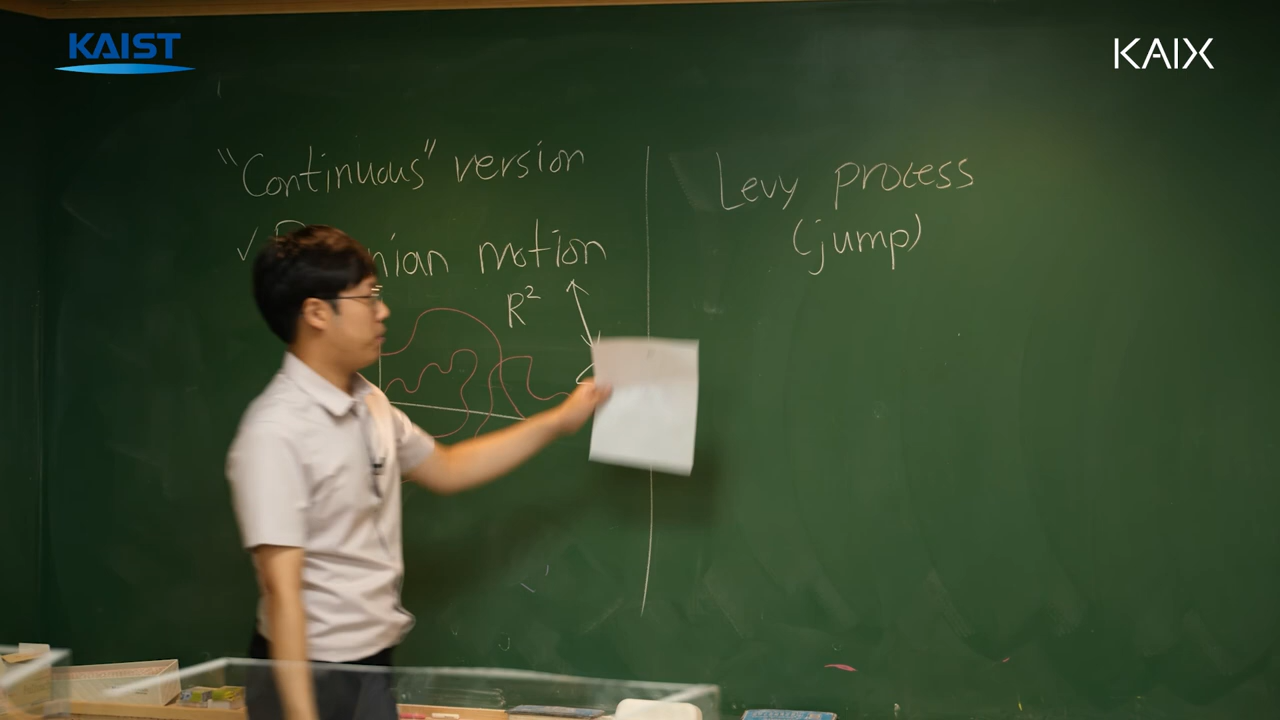 KAIST
KAIX
"Continuous" version
✓ nian motion
R²
Levy process
(jump)